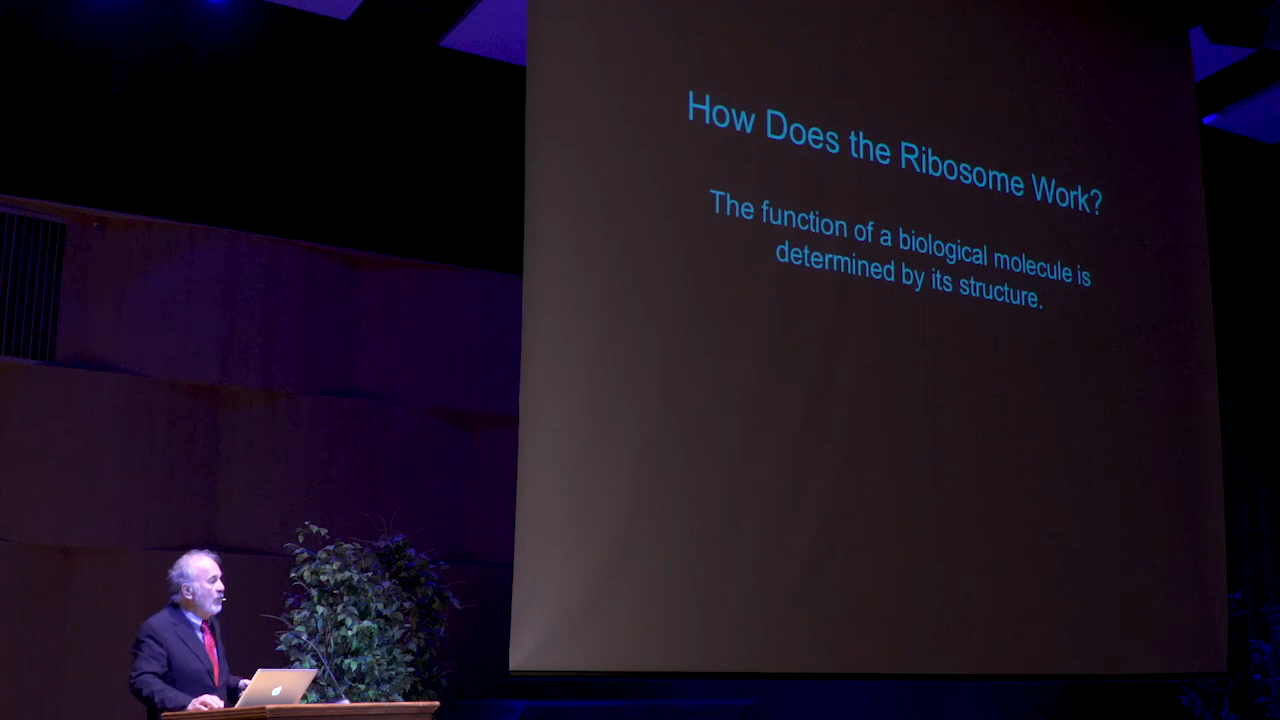 How Does the Ribosome Work?
The function of a biological molecule is
determined by its structure.